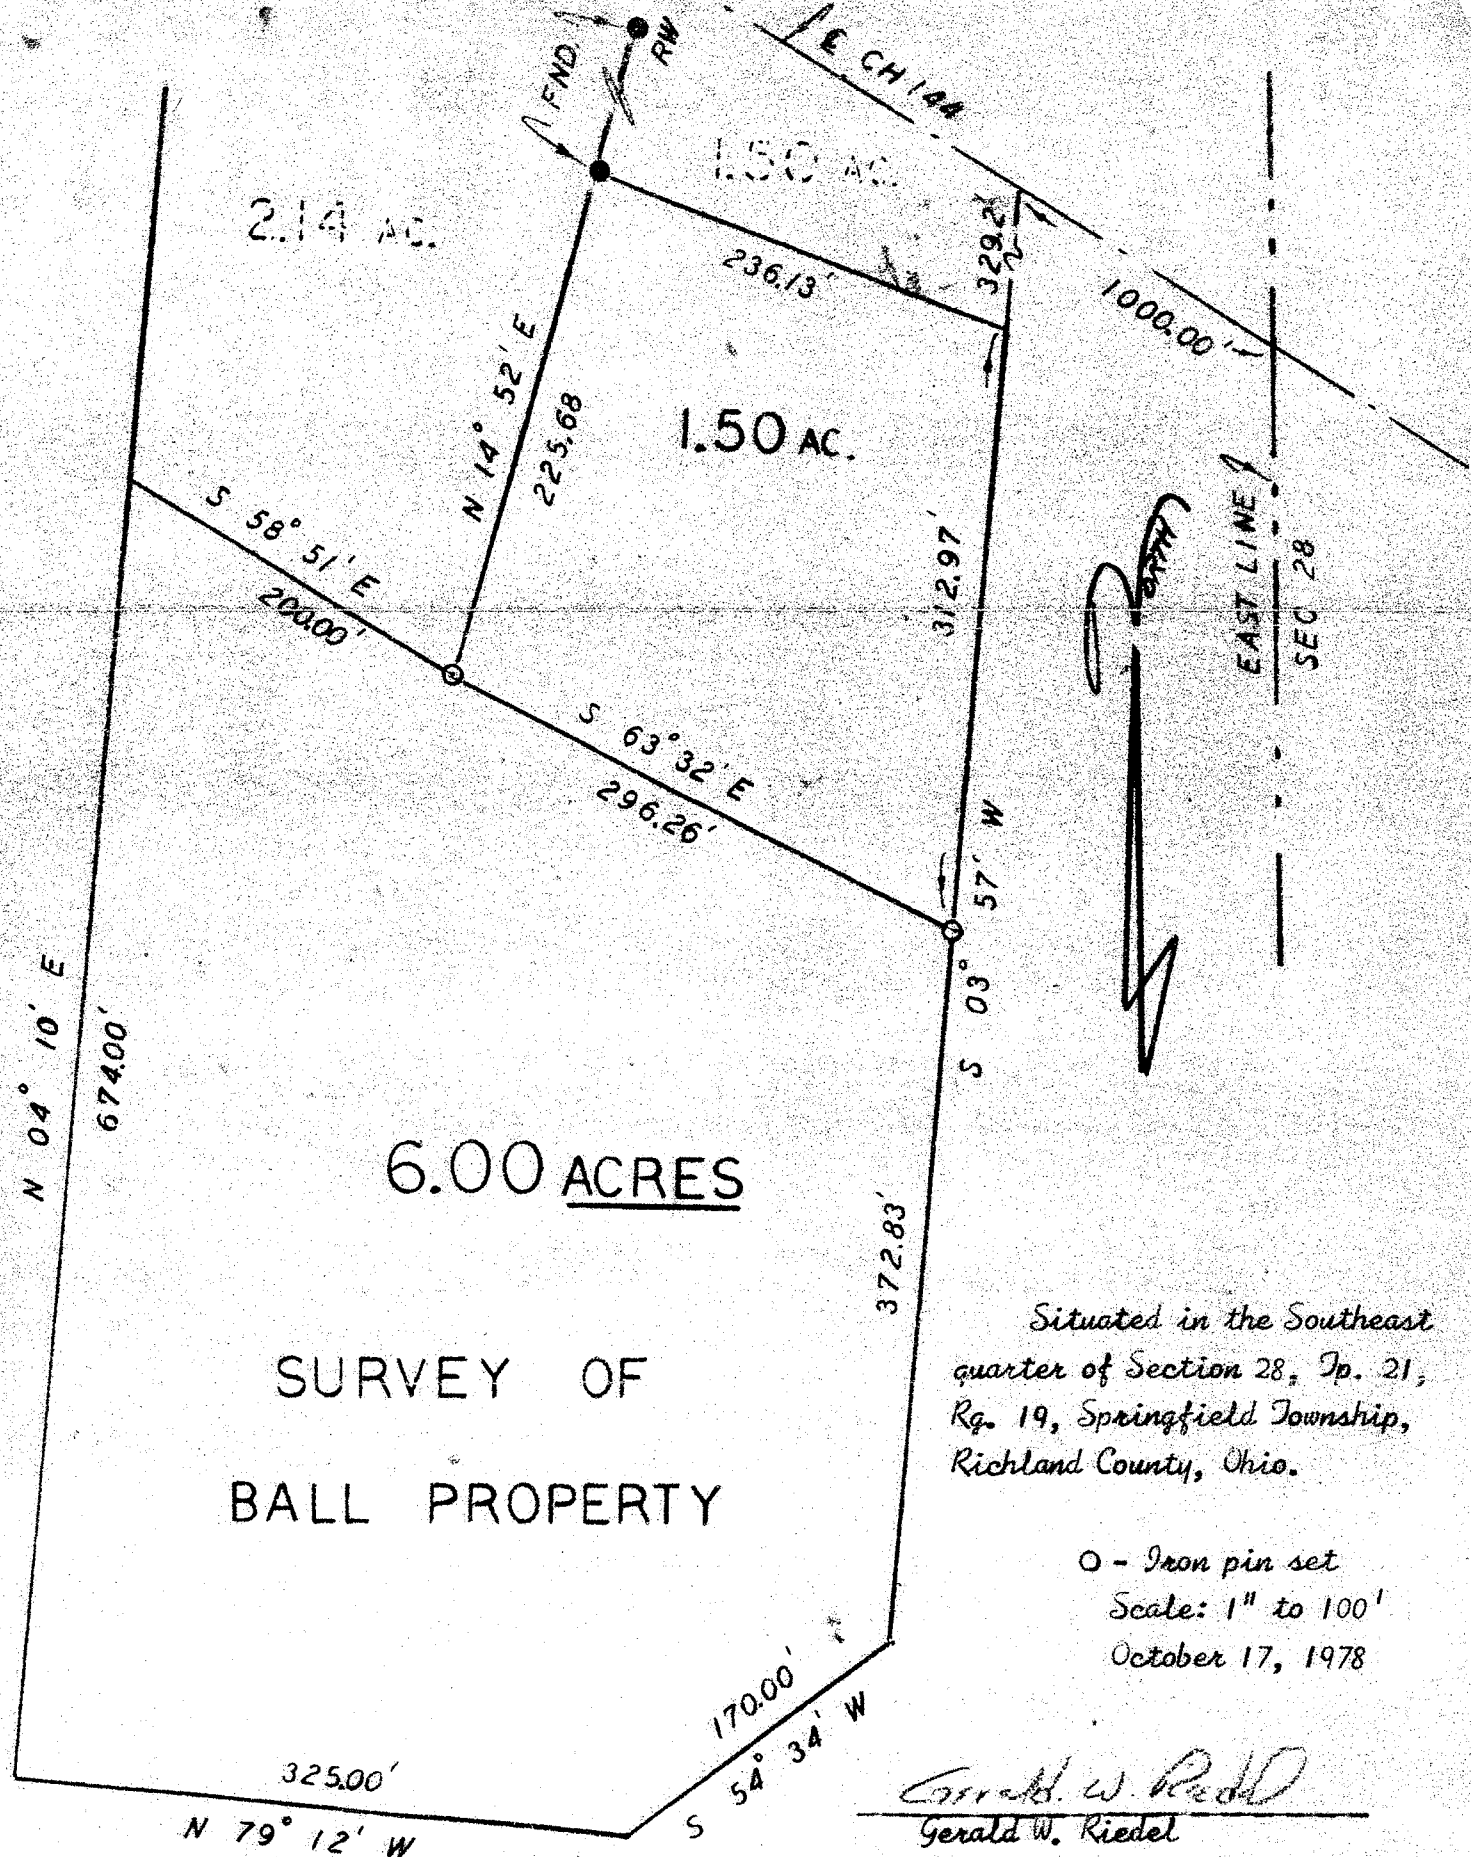 FND.
RW
℄ CH 144
1.50 AC.
2.14 AC.
329.2
236.13'
1000.00'
N 14° 52' E
225.68
1.50 AC.
S 58° 51' E
200.00'
312.97'
NORTH
EAST LINE
SEC 28
S 63° 32' E
296.26'
S 03° 57' W
N 04° 10' E
674.00'
6.00 ACRES
372.83'
SURVEY OF
BALL PROPERTY
Situated in the Southeast
quarter of Section 28, Tp. 21,
Rg. 19, Springfield Township,
Richland County, Ohio.
O - Iron pin set
Scale: 1" to 100'
October 17, 1978
170.00'
S 54° 34' W
325.00'
N 79° 12' W
Gerald W. Riedel
Gerald W. Riedel